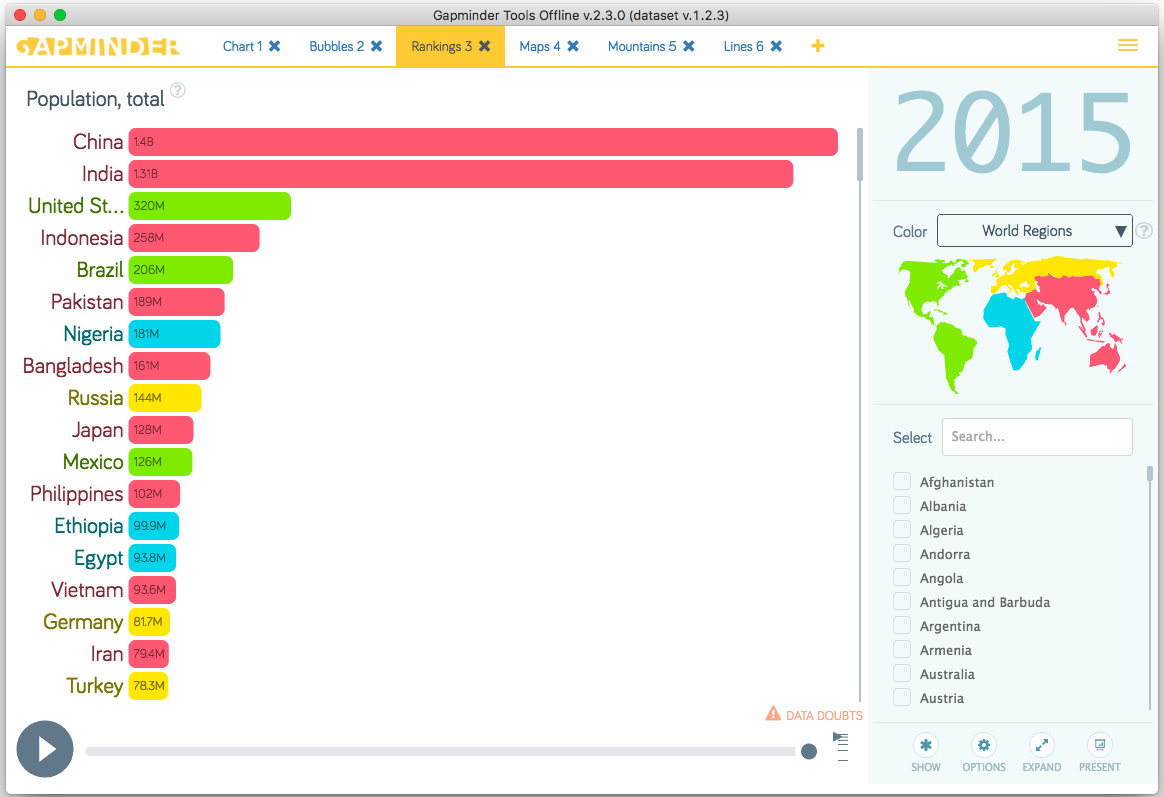 Gapminder Tools Offline v.2.3.0 (dataset v.1.2.3)
GAPMINDER
Chart 1 ✖ Bubbles 2 ✖ Rankings 3 ✖ Maps 4 ✖ Mountains 5 ✖ Lines 6 ✖ +
Population, total ?
China 1.4B
India 1.31B
United St... 320M
Indonesia 258M
Brazil 206M
Pakistan 189M
Nigeria 181M
Bangladesh 161M
Russia 144M
Japan 128M
Mexico 126M
Philippines 102M
Ethiopia 99.9M
Egypt 93.8M
Vietnam 93.6M
Germany 81.7M
Iran 79.4M
Turkey 78.3M
DATA DOUBTS
2015
Color World Regions ▼ ?
Select Search...
Afghanistan
Albania
Algeria
Andorra
Angola
Antigua and Barbuda
Argentina
Armenia
Australia
Austria
SHOW OPTIONS EXPAND PRESENT